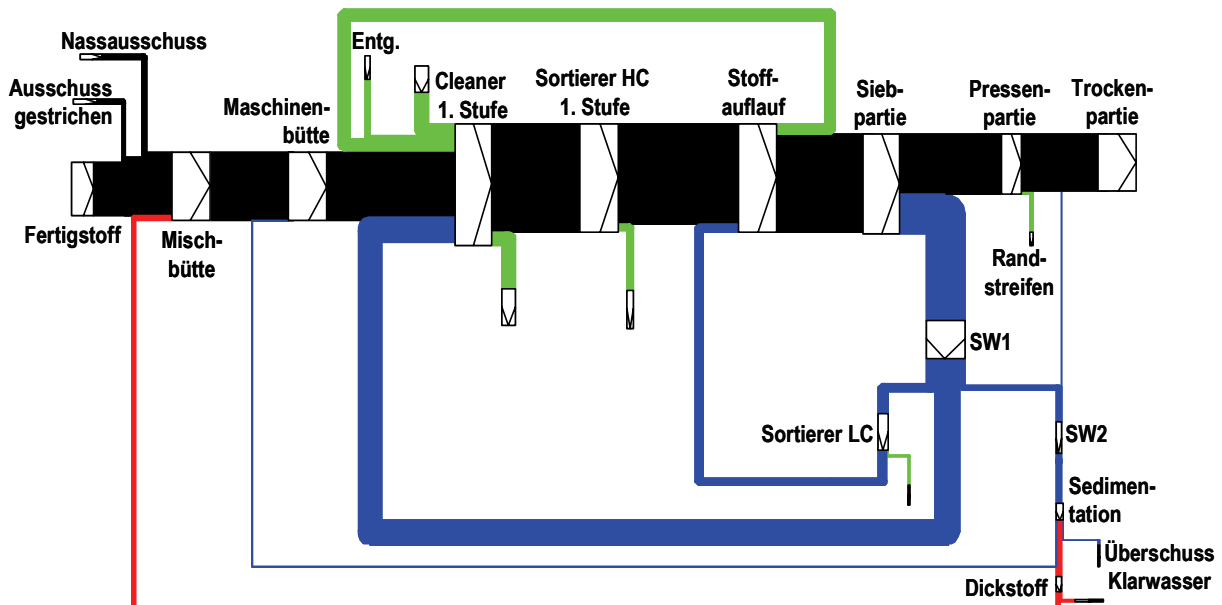 Nassausschuss
Ausschuss
gestrichen
Maschinen-
bütte
Entg.
Cleaner
1. Stufe
Sortierer HC
1. Stufe
Stoff-
auflauf
Sieb-
partie
Pressen-
partie
Trocken-
partie
Fertigstoff
Misch-
bütte
Rand-
streifen
SW1
Sortierer LC
SW2
Sedimen-
tation
Überschuss
Klarwasser
Dickstoff